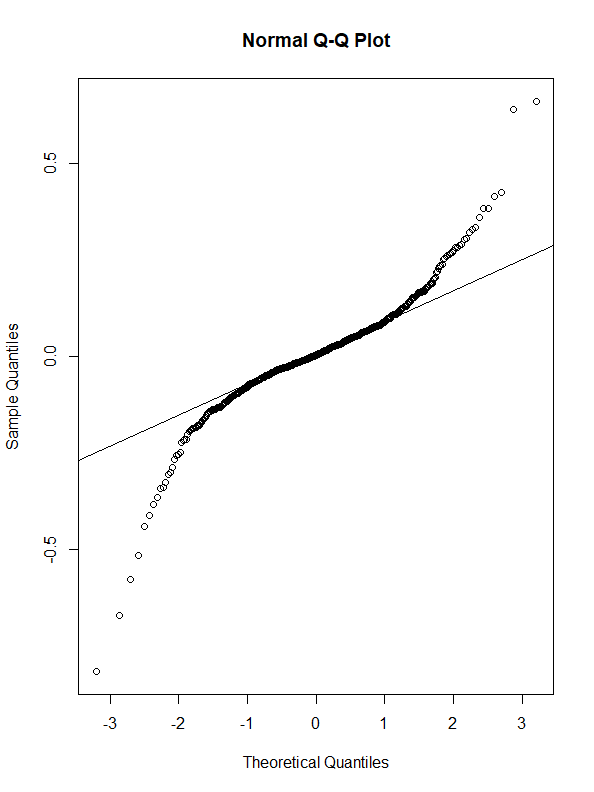 Normal Q-Q Plot
0.5
0.0
-0.5
Sample Quantiles
-3 -2 -1 0 1 2 3
Theoretical Quantiles